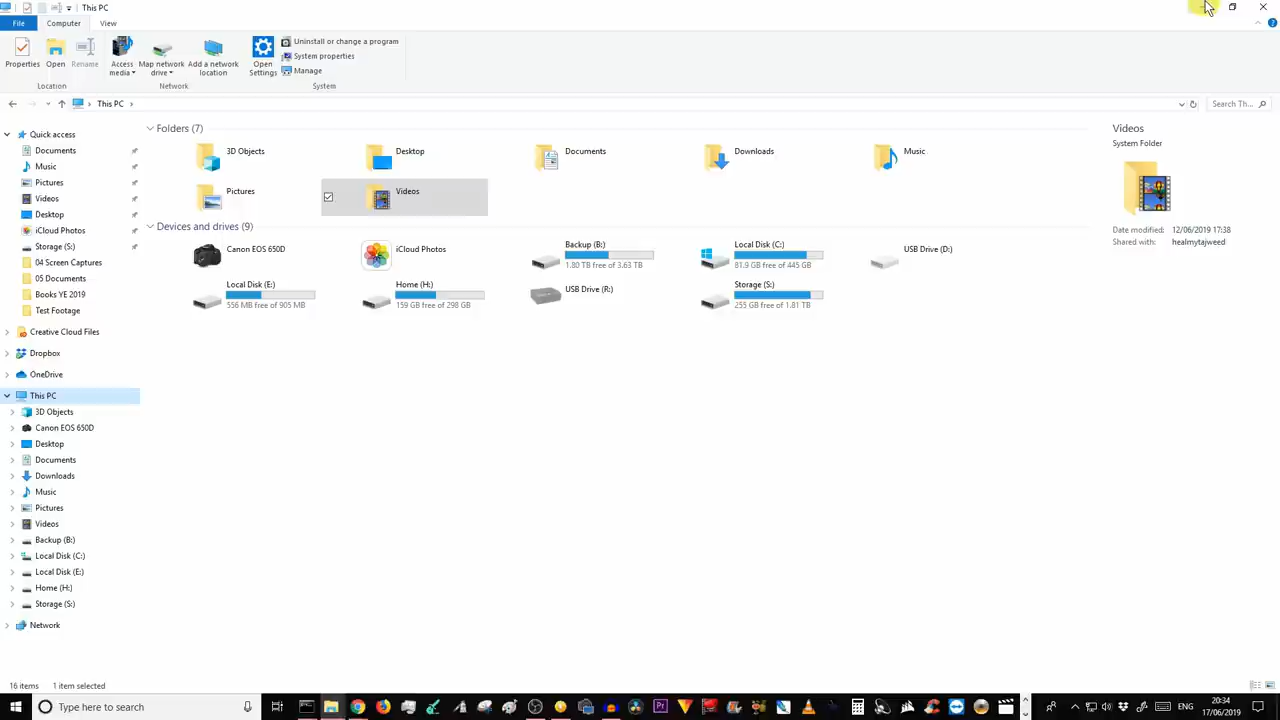 This PC
File
Computer
View
Properties
Open
Rename
Access media
Map network drive
Add a network location
Open Settings
Uninstall or change a program
System properties
Manage
Location
Network
System
This PC
Search Th...
Quick access
Documents
Music
Pictures
Videos
Desktop
iCloud Photos
Storage (S:)
04 Screen Captures
05 Documents
Books YE 2019
Test Footage
Creative Cloud Files
Dropbox
OneDrive
This PC
3D Objects
Canon EOS 650D
Desktop
Documents
Downloads
Music
Pictures
Videos
Backup (B:)
Local Disk (C:)
Local Disk (E:)
Home (H:)
Storage (S:)
Network
Folders (7)
3D Objects
Desktop
Documents
Downloads
Music
Pictures
Videos
Devices and drives (9)
Canon EOS 650D
iCloud Photos
Backup (B:)
1.80 TB free of 3.63 TB
Local Disk (C:)
81.9 GB free of 445 GB
USB Drive (D:)
Local Disk (E:)
556 MB free of 905 MB
Home (H:)
159 GB free of 298 GB
USB Drive (R:)
Storage (S:)
255 GB free of 1.81 TB
Videos
System Folder
Date modified: 12/06/2019 17:38
Shared with: healmytajweed
16 items
1 item selected
Type here to search
Pr
ENG
20:34
17/06/2019